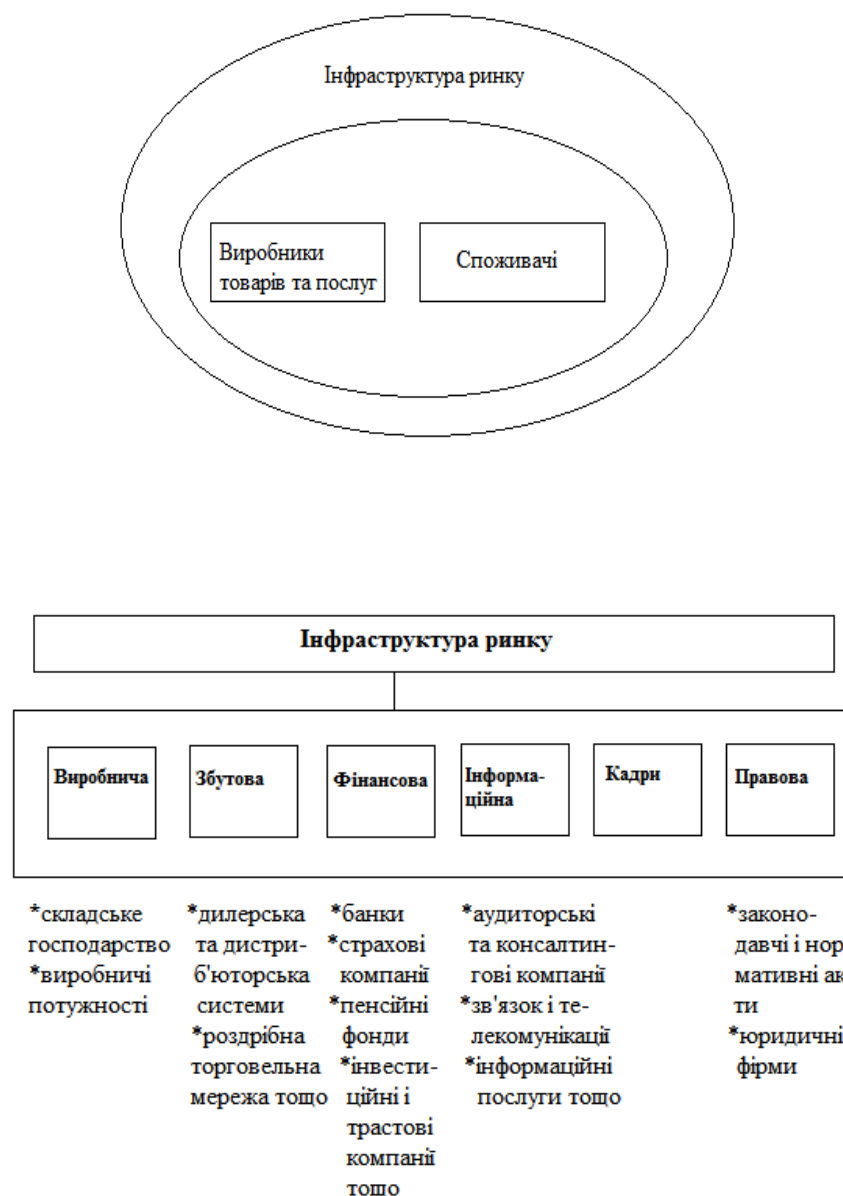 Інфраструктура ринку
Виробники
товарів та послуг
Споживачі
Інфраструктура ринку
Виробнича
Збутова
Фінансова
Інформа-
ційна
Кадри
Правова
*складське
господарство
*виробничі
потужності
*дилерська
та дистри-
б'юторська
системи
*роздрібна
торговельна
мережа тощо
*банки
*страхові
компанії
*пенсійні
фонди
*інвести-
ційні і
трастові
компанії
тощо
*аудиторські
та консалтин-
гові компанії
*зв'язок і те-
лекомунікації
*інформаційні
послуги тощо
*законо-
давчі і нор
мативні ак
ти
*юридичні
фірми